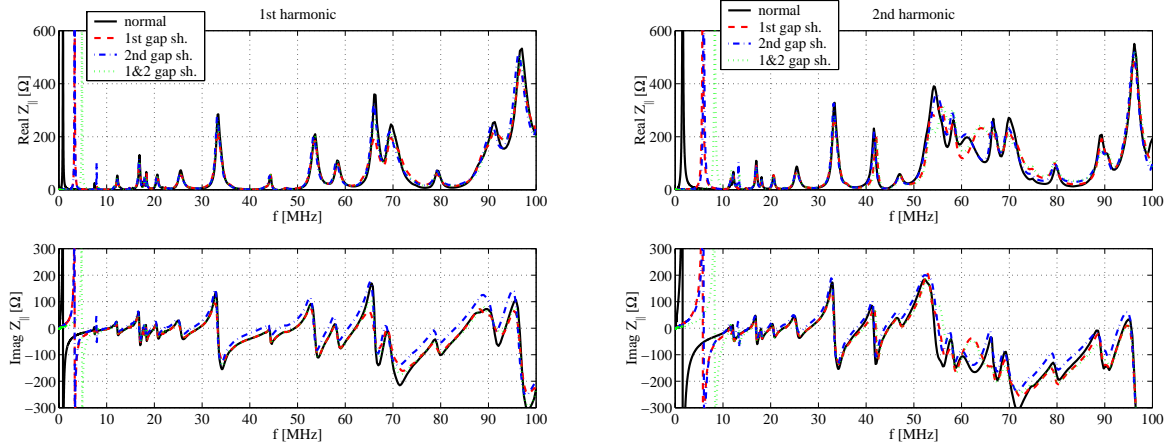 1st harmonic
normal
1st gap sh.
2nd gap sh.
1&2 gap sh.
Real Z|| [Ω]
600
400
200
0
0 10 20 30 40 50 60 70 80 90 100
f [MHz]
Imag Z|| [Ω]
300
200
100
0
−100
−200
−300
0 10 20 30 40 50 60 70 80 90 100
f [MHz]
2nd harmonic
normal
1st gap sh.
2nd gap sh.
1&2 gap sh.
Real Z|| [Ω]
600
400
200
0
0 10 20 30 40 50 60 70 80 90 100
f [MHz]
Imag Z|| [Ω]
300
200
100
0
−100
−200
−300
0 10 20 30 40 50 60 70 80 90 100
f [MHz]